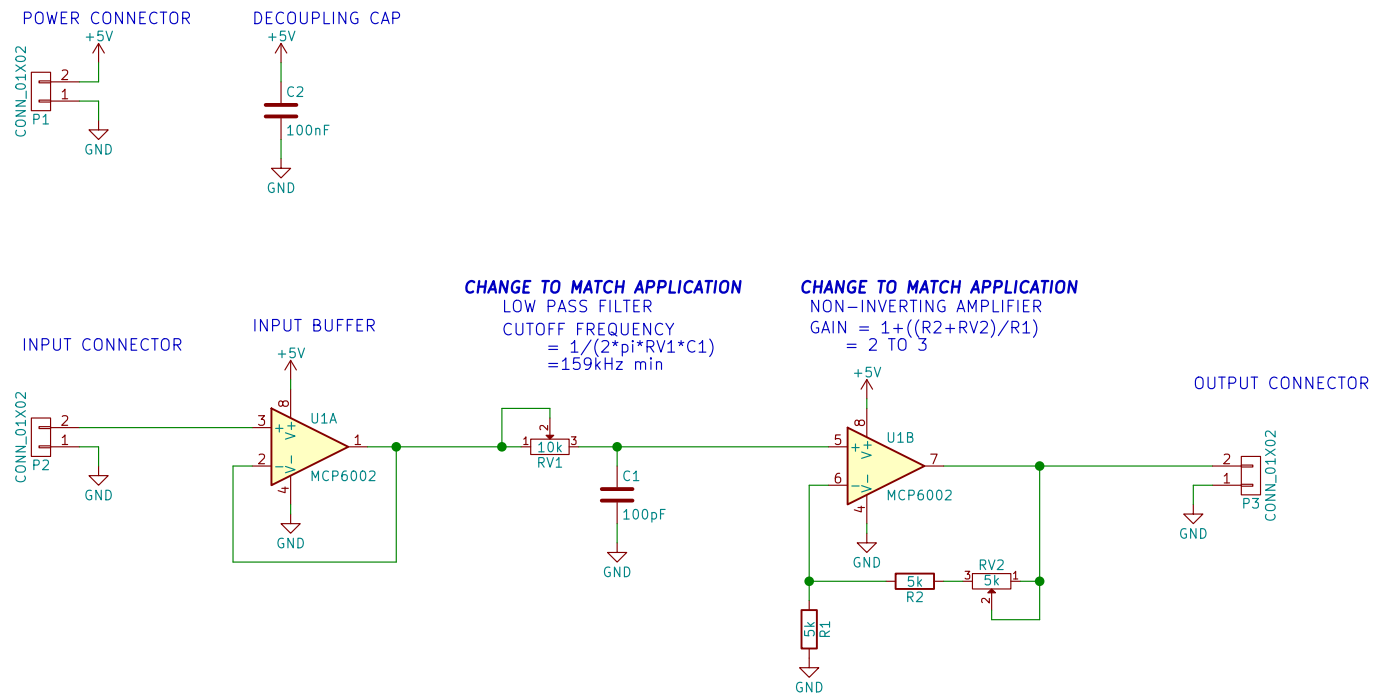 POWER CONNECTOR
DECOUPLING CAP
+5V
+5V
CONN_01X02
2
1
P1
GND
C2
100nF
GND
CHANGE TO MATCH APPLICATION
LOW PASS FILTER
CUTOFF FREQUENCY
= 1/(2*pi*RV1*C1)
=159kHz min
CHANGE TO MATCH APPLICATION
NON-INVERTING AMPLIFIER
GAIN = 1+((R2+RV2)/R1)
= 2 TO 3
INPUT CONNECTOR
INPUT BUFFER
OUTPUT CONNECTOR
CONN_01X02
2
1
P2
GND
+5V
8
U1A
3
+
V+
1
2
-
V-
4
MCP6002
GND
2
1
10k
3
RV1
C1
100pF
GND
+5V
8
U1B
5
+
V+
7
6
-
V-
4
MCP6002
GND
2
1
P3
CONN_01X02
GND
5k
R2
RV2
3
5k
1
2
5k
R1
GND